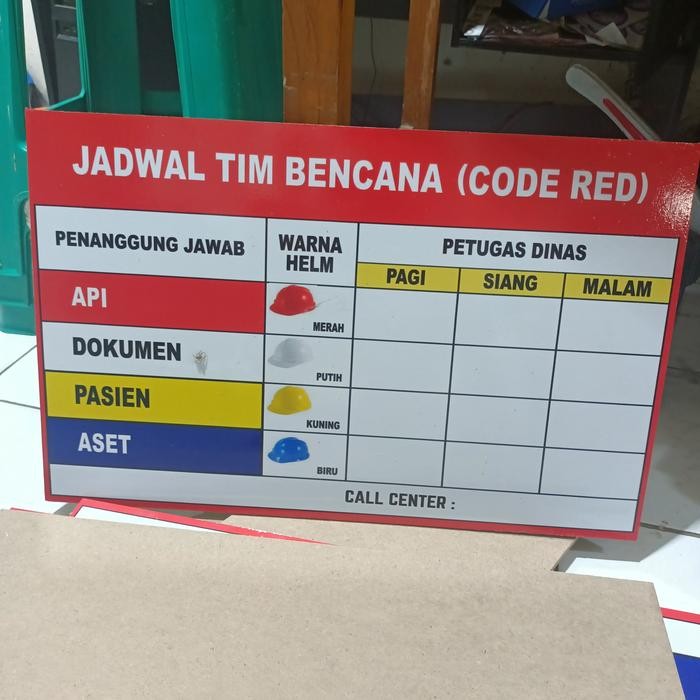 JADWAL TIM BENCANA (CODE RED)
PENANGGUNG JAWAB
WARNA
HELM
PETUGAS DINAS
PAGI SIANG MALAM
API
MERAH
DOKUMEN
PUTIH
PASIEN
KUNING
ASET
BIRU
CALL CENTER :